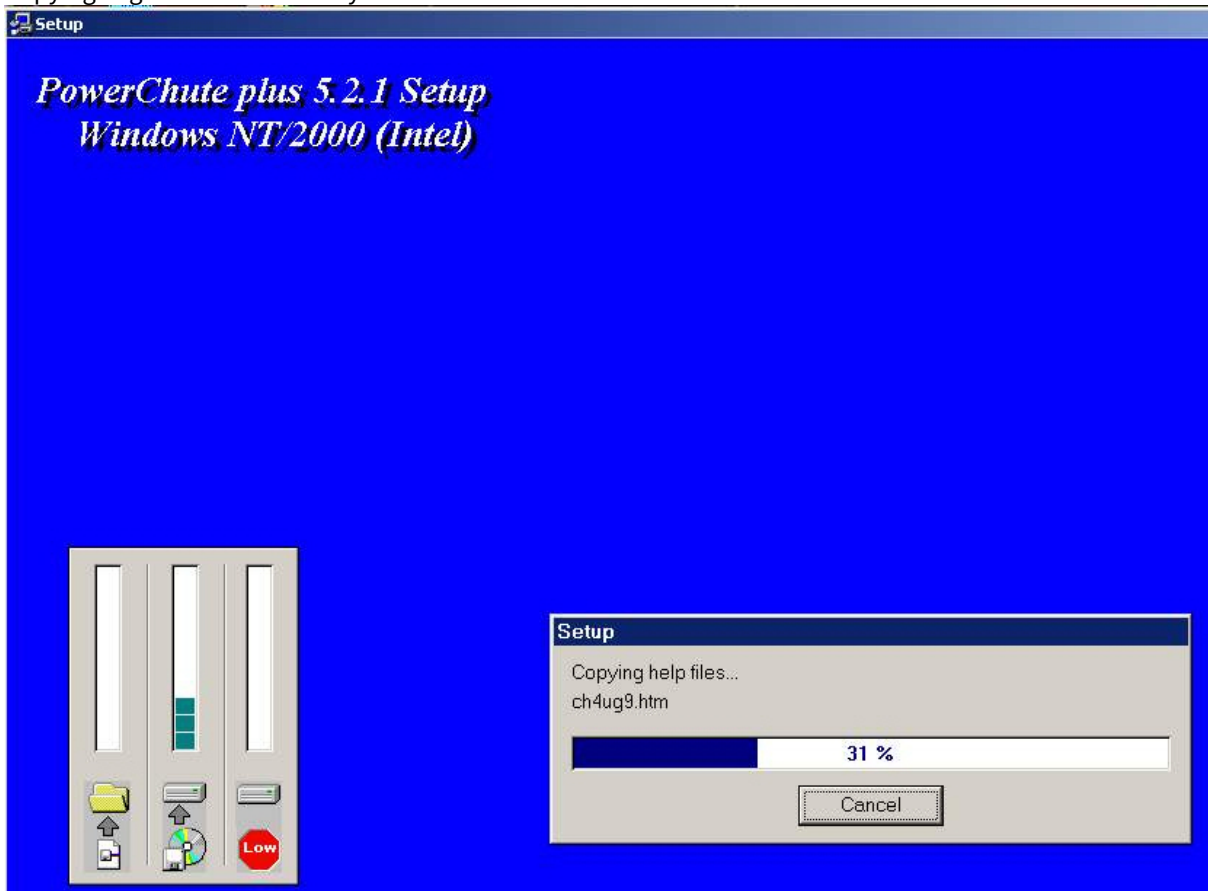 Setup
PowerChute plus 5.2.1 Setup
Windows NT/2000 (Intel)
Setup
Copying help files...
ch4ug9.htm
31 %
Cancel
Low